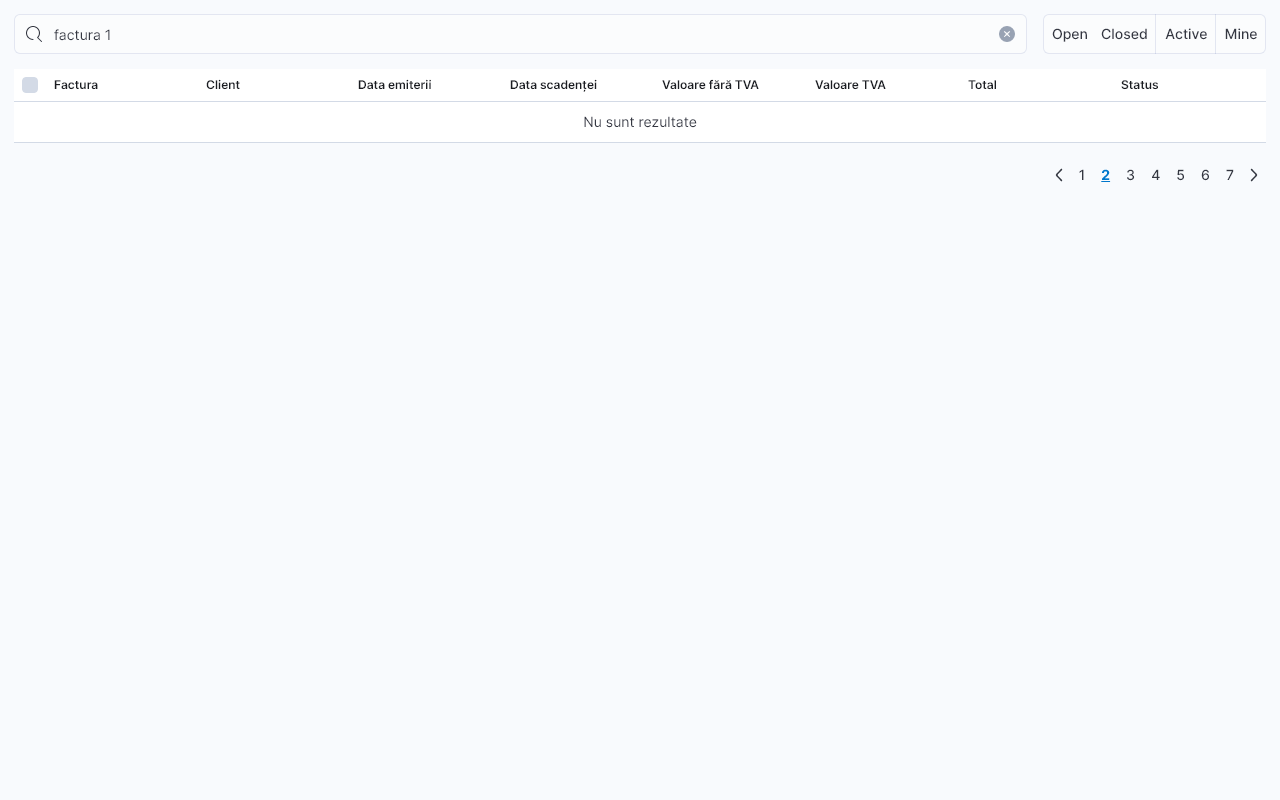 factura 1
Open Closed Active Mine
Factura Client Data emiterii Data scadenței Valoare fără TVA Valoare TVA Total Status
Nu sunt rezultate
1 2 3 4 5 6 7